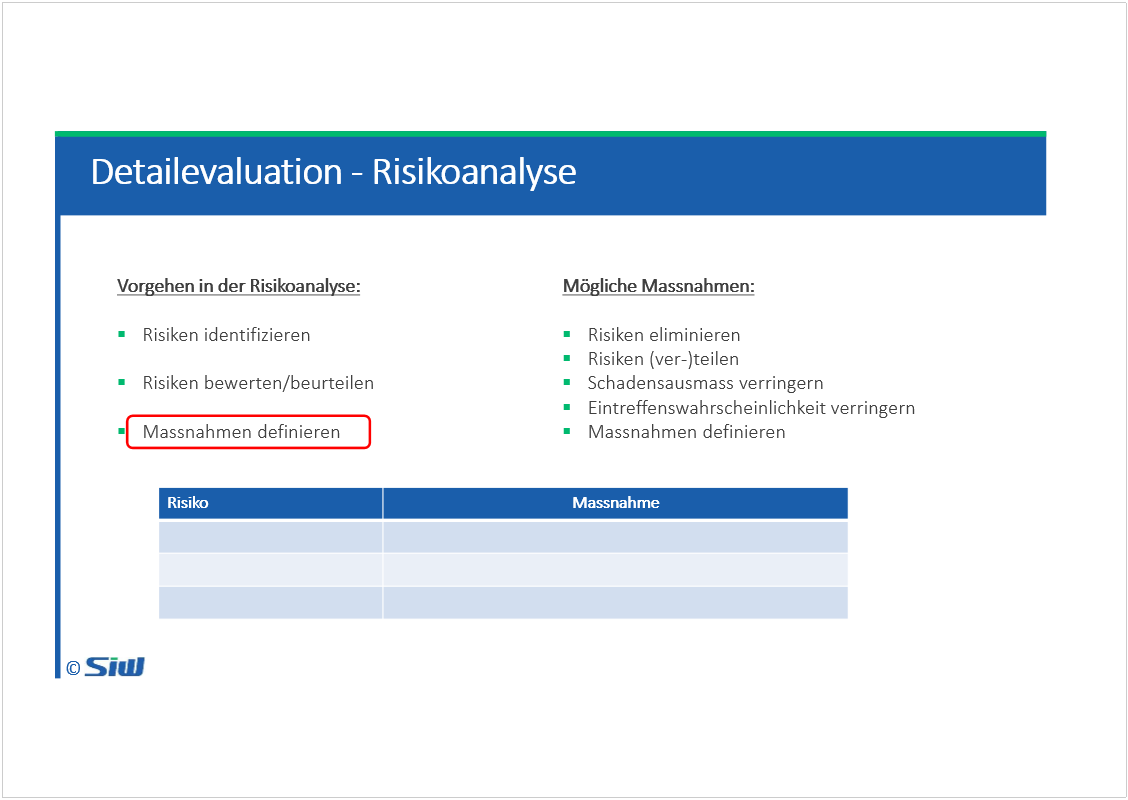 Detailevaluation - Risikoanalyse
Vorgehen in der Risikoanalyse:
Risiken identifizieren
Risiken bewerten/beurteilen
Massnahmen definieren
Mögliche Massnahmen:
Risiken eliminieren
Risiken (ver-)teilen
Schadensausmass verringern
Eintreffenswahrscheinlichkeit verringern
Massnahmen definieren
Risiko Massnahme
© SIW